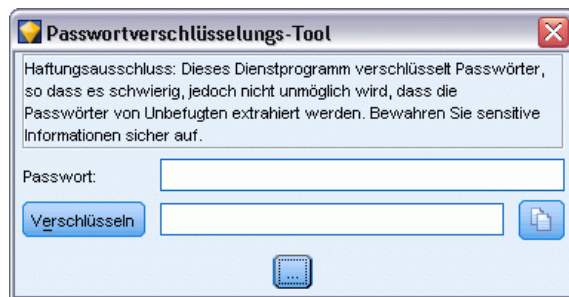 Passwortverschlüsselungs-Tool
Haftungsausschluss: Dieses Dienstprogramm verschlüsselt Passwörter,
so dass es schwierig, jedoch nicht unmöglich wird, dass die
Passwörter von Unbefugten extrahiert werden. Bewahren Sie sensitive
Informationen sicher auf.
Passwort:
Verschlüsseln
...